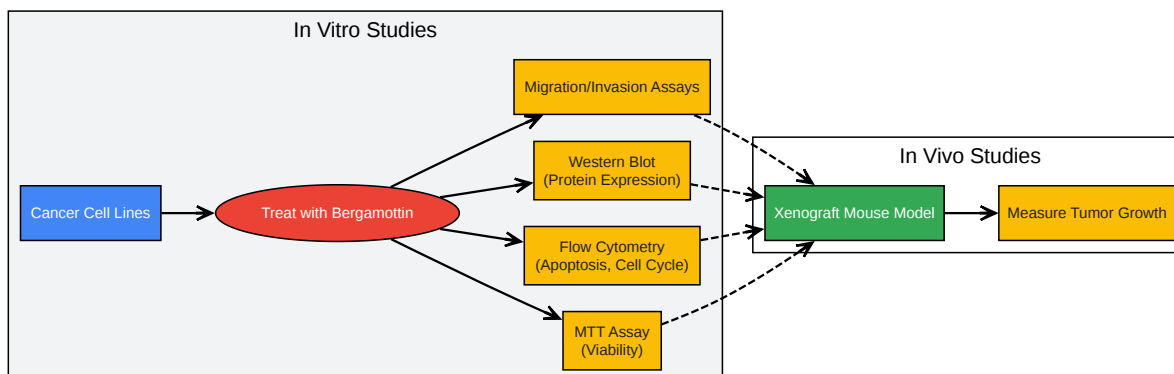 In Vitro Studies
Migration/Invasion Assays
Western Blot
(Protein Expression)
Cancer Cell Lines
Treat with Bergamottin
Flow Cytometry
(Apoptosis, Cell Cycle)
MTT Assay
(Viability)
In Vivo Studies
Xenograft Mouse Model
Measure Tumor Growth